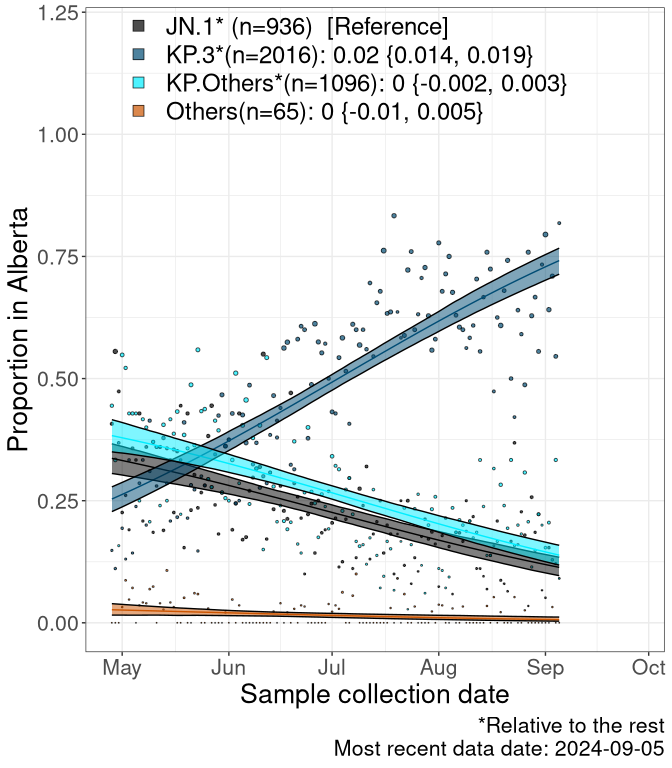 JN.1* (n=936)  [Reference]
KP.3*(n=2016): 0.02 {0.014, 0.019}
KP.Others*(n=1096): 0 {-0.002, 0.003}
Others(n=65): 0 {-0.01, 0.005}
1.25
1.00
0.75
0.50
0.25
0.00
Proportion in Alberta
May Jun Jul Aug Sep Oct
Sample collection date
*Relative to the rest
Most recent data date: 2024-09-05